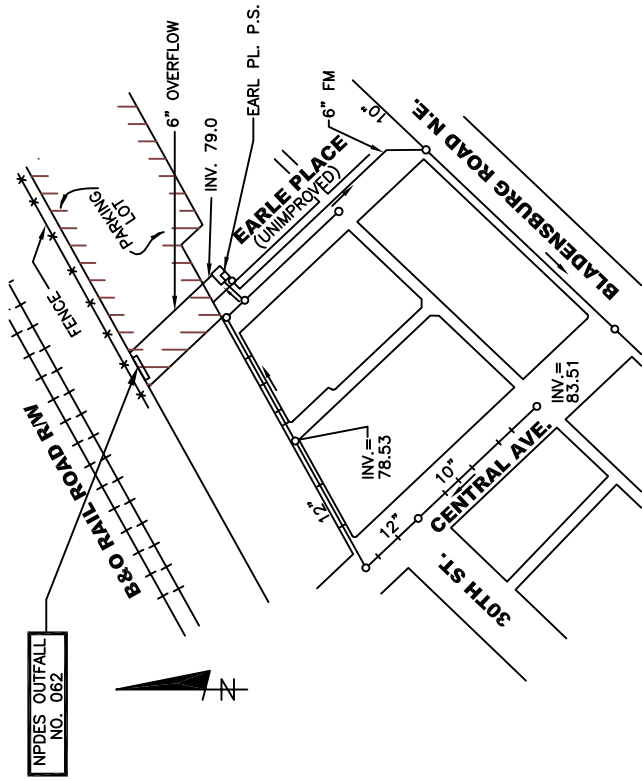 NPDES OUTFALL
NO. 062
B&O RAIL ROAD R/W
FENCE
PARKING
LOT
6" OVERFLOW
INV. 79.0
EARL PL. P.S.
6" FM
EARLE PLACE
(UNIMPROVED)
10"
BLADENSBURG ROAD N.E.
12"
INV.=
78.53
INV.=
83.51
10"
12"
CENTRAL AVE.
30TH ST.
N